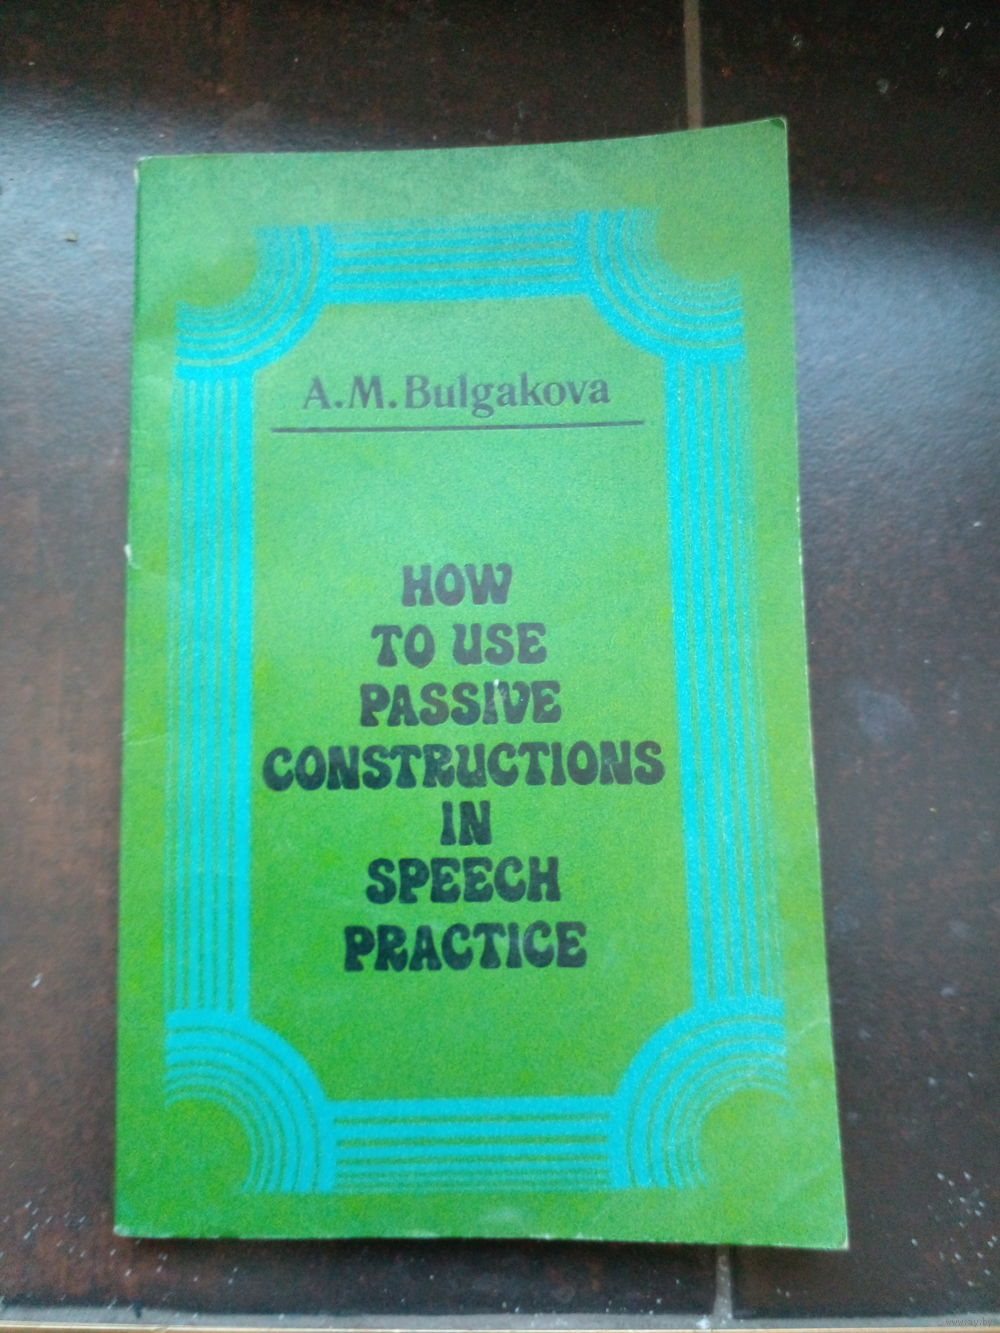 A.M.Bulgakova
HOW
TO USE
PASSIVE
CONSTRUCTIONS
IN
SPEECH
PRACTICE